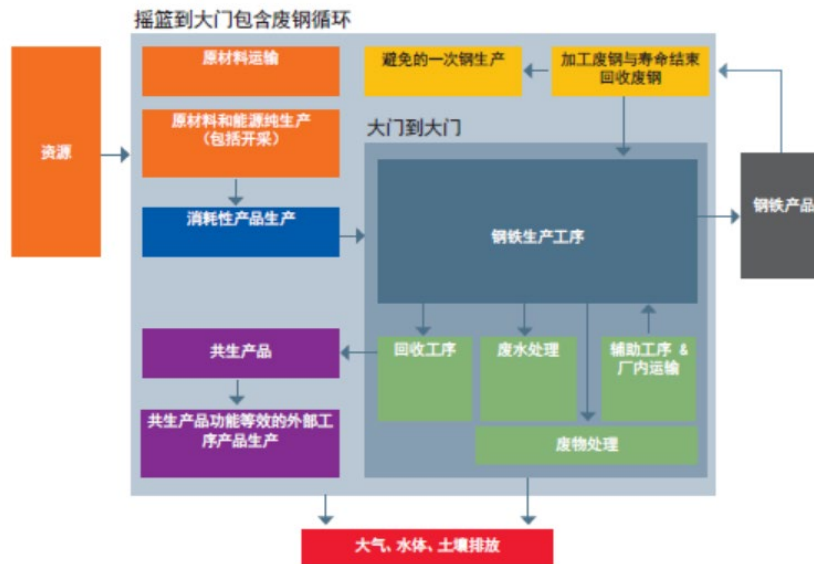 摇篮到大门包含废钢循环
原材料运输
避免的一次钢生产
加工废钢与寿命结束
回收废钢
原材料和能源纯生产
（包括开采）
大门到大门
资源
钢铁产品
消耗性产品生产
钢铁生产工序
共生产品
回收工序
废水处理
辅助工序 &
厂内运输
共生产品功能等效的外部工
序产品生产
废物处理
大气、水体、土壤排放